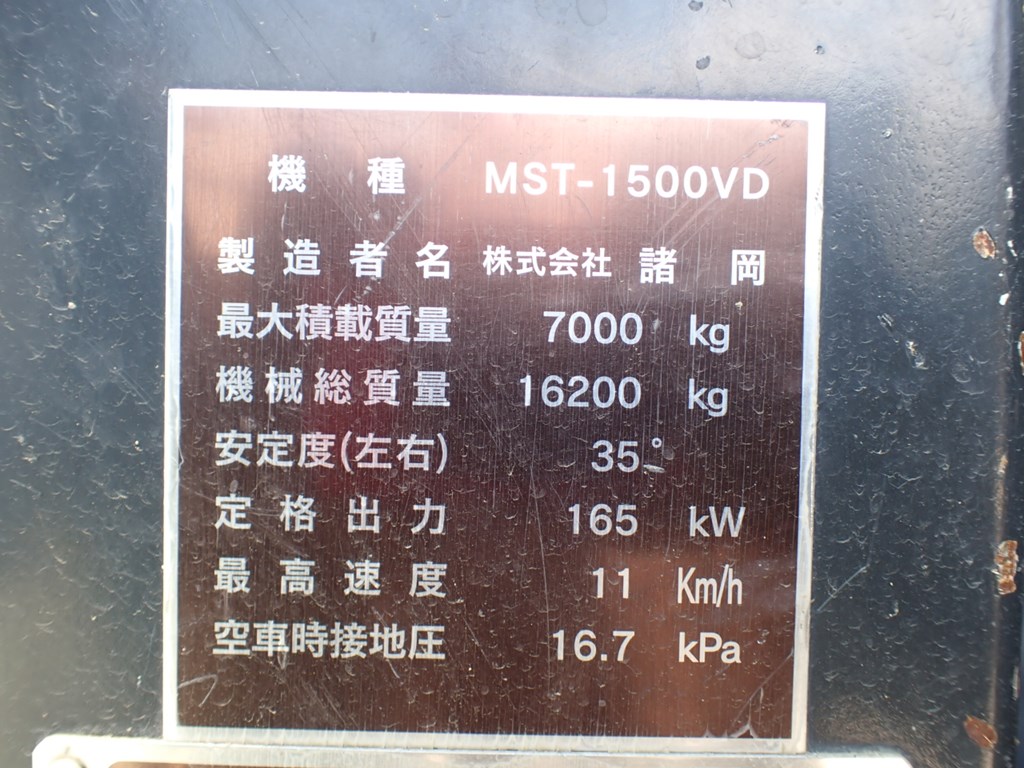 機種 MST-1500VD
製造者名 株式会社 諸岡
最大積載質量 7000 kg
機械総質量 16200 kg
安定度(左右) 35°
定格出力 165 kW
最高速度 11 Km/h
空車時接地圧 16.7 kPa